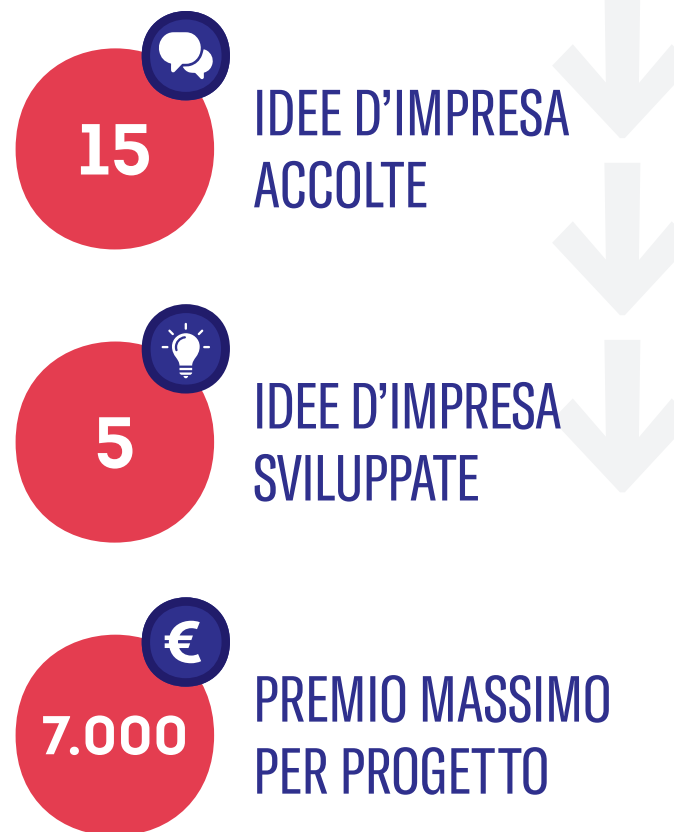 15
IDEE D’IMPRESA
ACCOLTE
5
IDEE D’IMPRESA
SVILUPPATE
€
7.000
PREMIO MASSIMO
PER PROGETTO